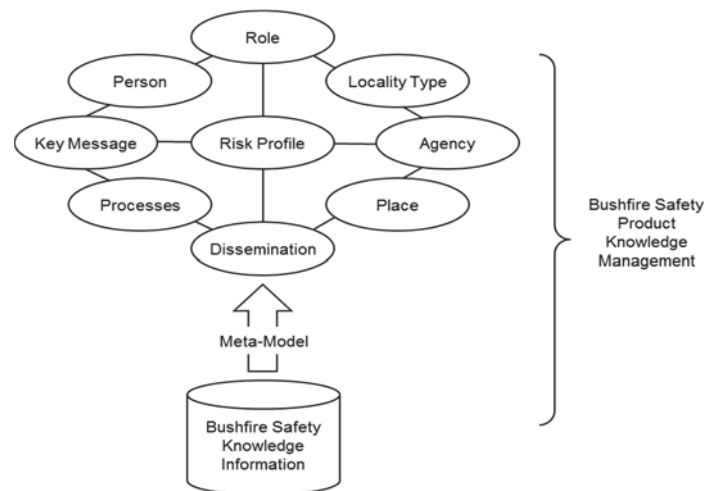 Role
Person
Locality Type
Key Message
Risk Profile
Agency
Processes
Place
Dissemination
Bushfire Safety
Product
Knowledge
Management
Meta-Model
Bushfire Safety
Knowledge
Information